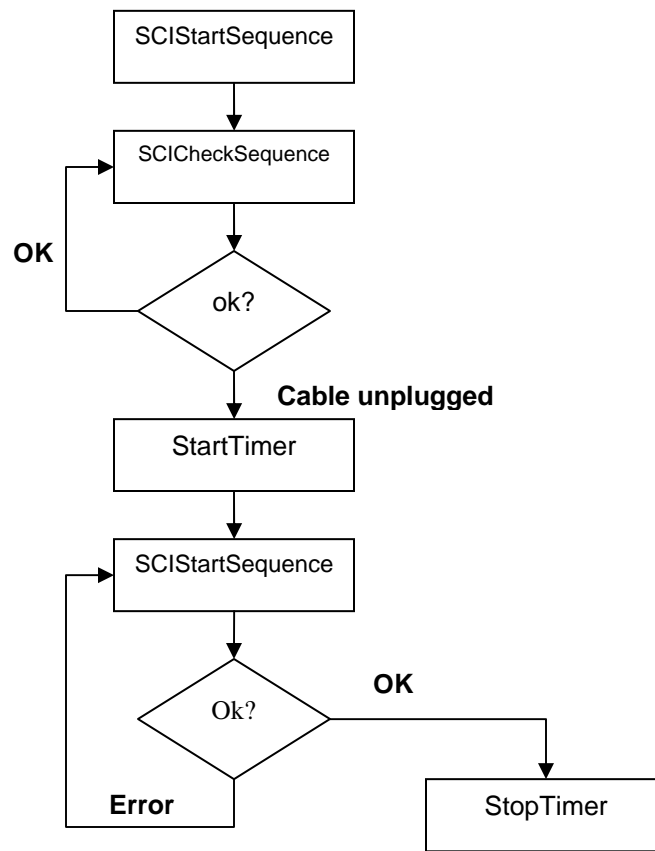 SCIStartSequence
SCICheckSequence
OK
ok?
Cable unplugged
StartTimer
SCIStartSequence
OK
Ok?
Error
StopTimer